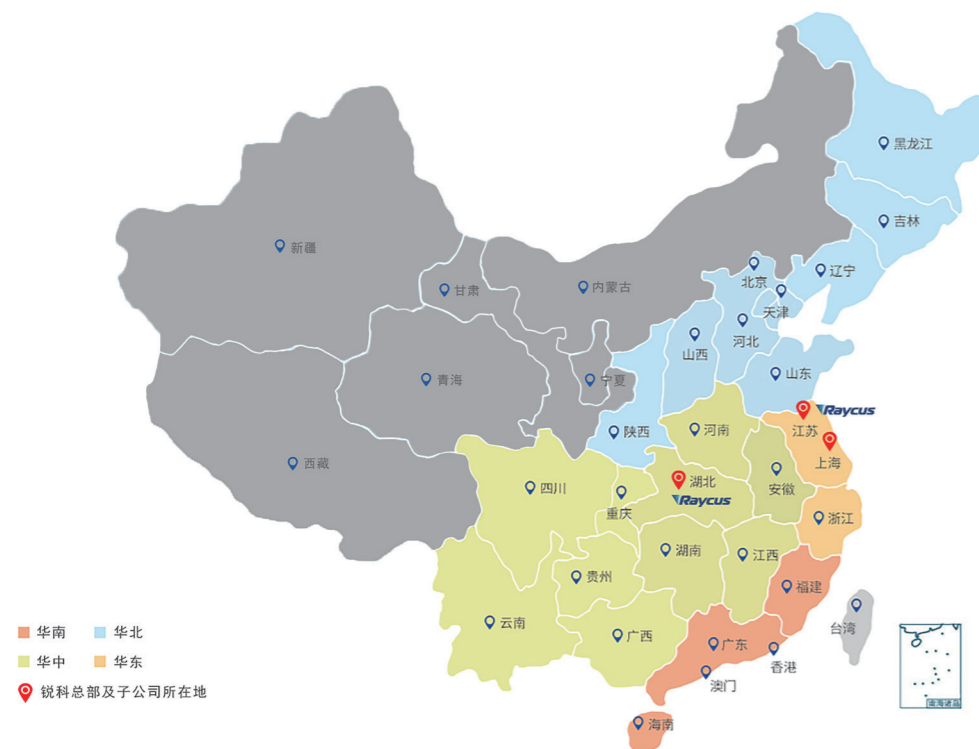 黑龙江
吉林
新疆
辽宁
北京
甘肃
内蒙古
天津
河北
山西
山东
青海
宁夏
Raycus
江苏
陕西
河南
上海
西藏
四川
湖北
安徽
重庆
Raycus
浙江
湖南
江西
贵州
福建
云南
广西
台湾
广东
香港
澳门
海南
华南 华北
华中 华东
锐科总部及子公司所在地
南海诸岛